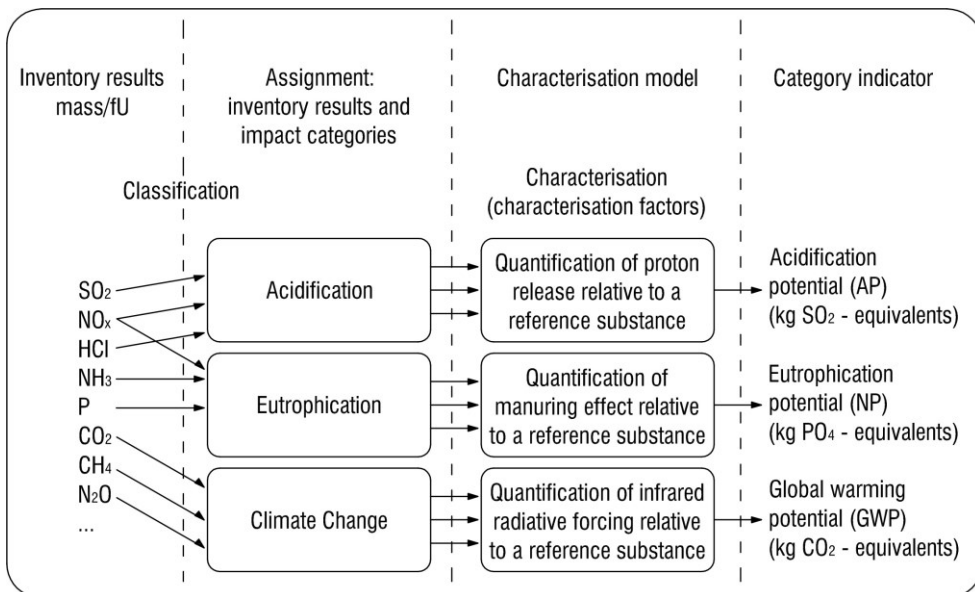 Inventory results
mass/fU
Assignment:
inventory results and
impact categories
Characterisation model
Category indicator
Classification
Characterisation
(characterisation factors)
SO₂
NOₓ
HCl
NH₃
P
CO₂
CH₄
N₂O
...
Acidification
Quantification of proton
release relative to a
reference substance
Acidification
potential (AP)
(kg SO₂ - equivalents)
Eutrophication
Quantification of
manuring effect relative
to a reference substance
Eutrophication
potential (NP)
(kg PO₄ - equivalents)
Climate Change
Quantification of infrared
radiative forcing relative
to a reference substance
Global warming
potential (GWP)
(kg CO₂ - equivalents)